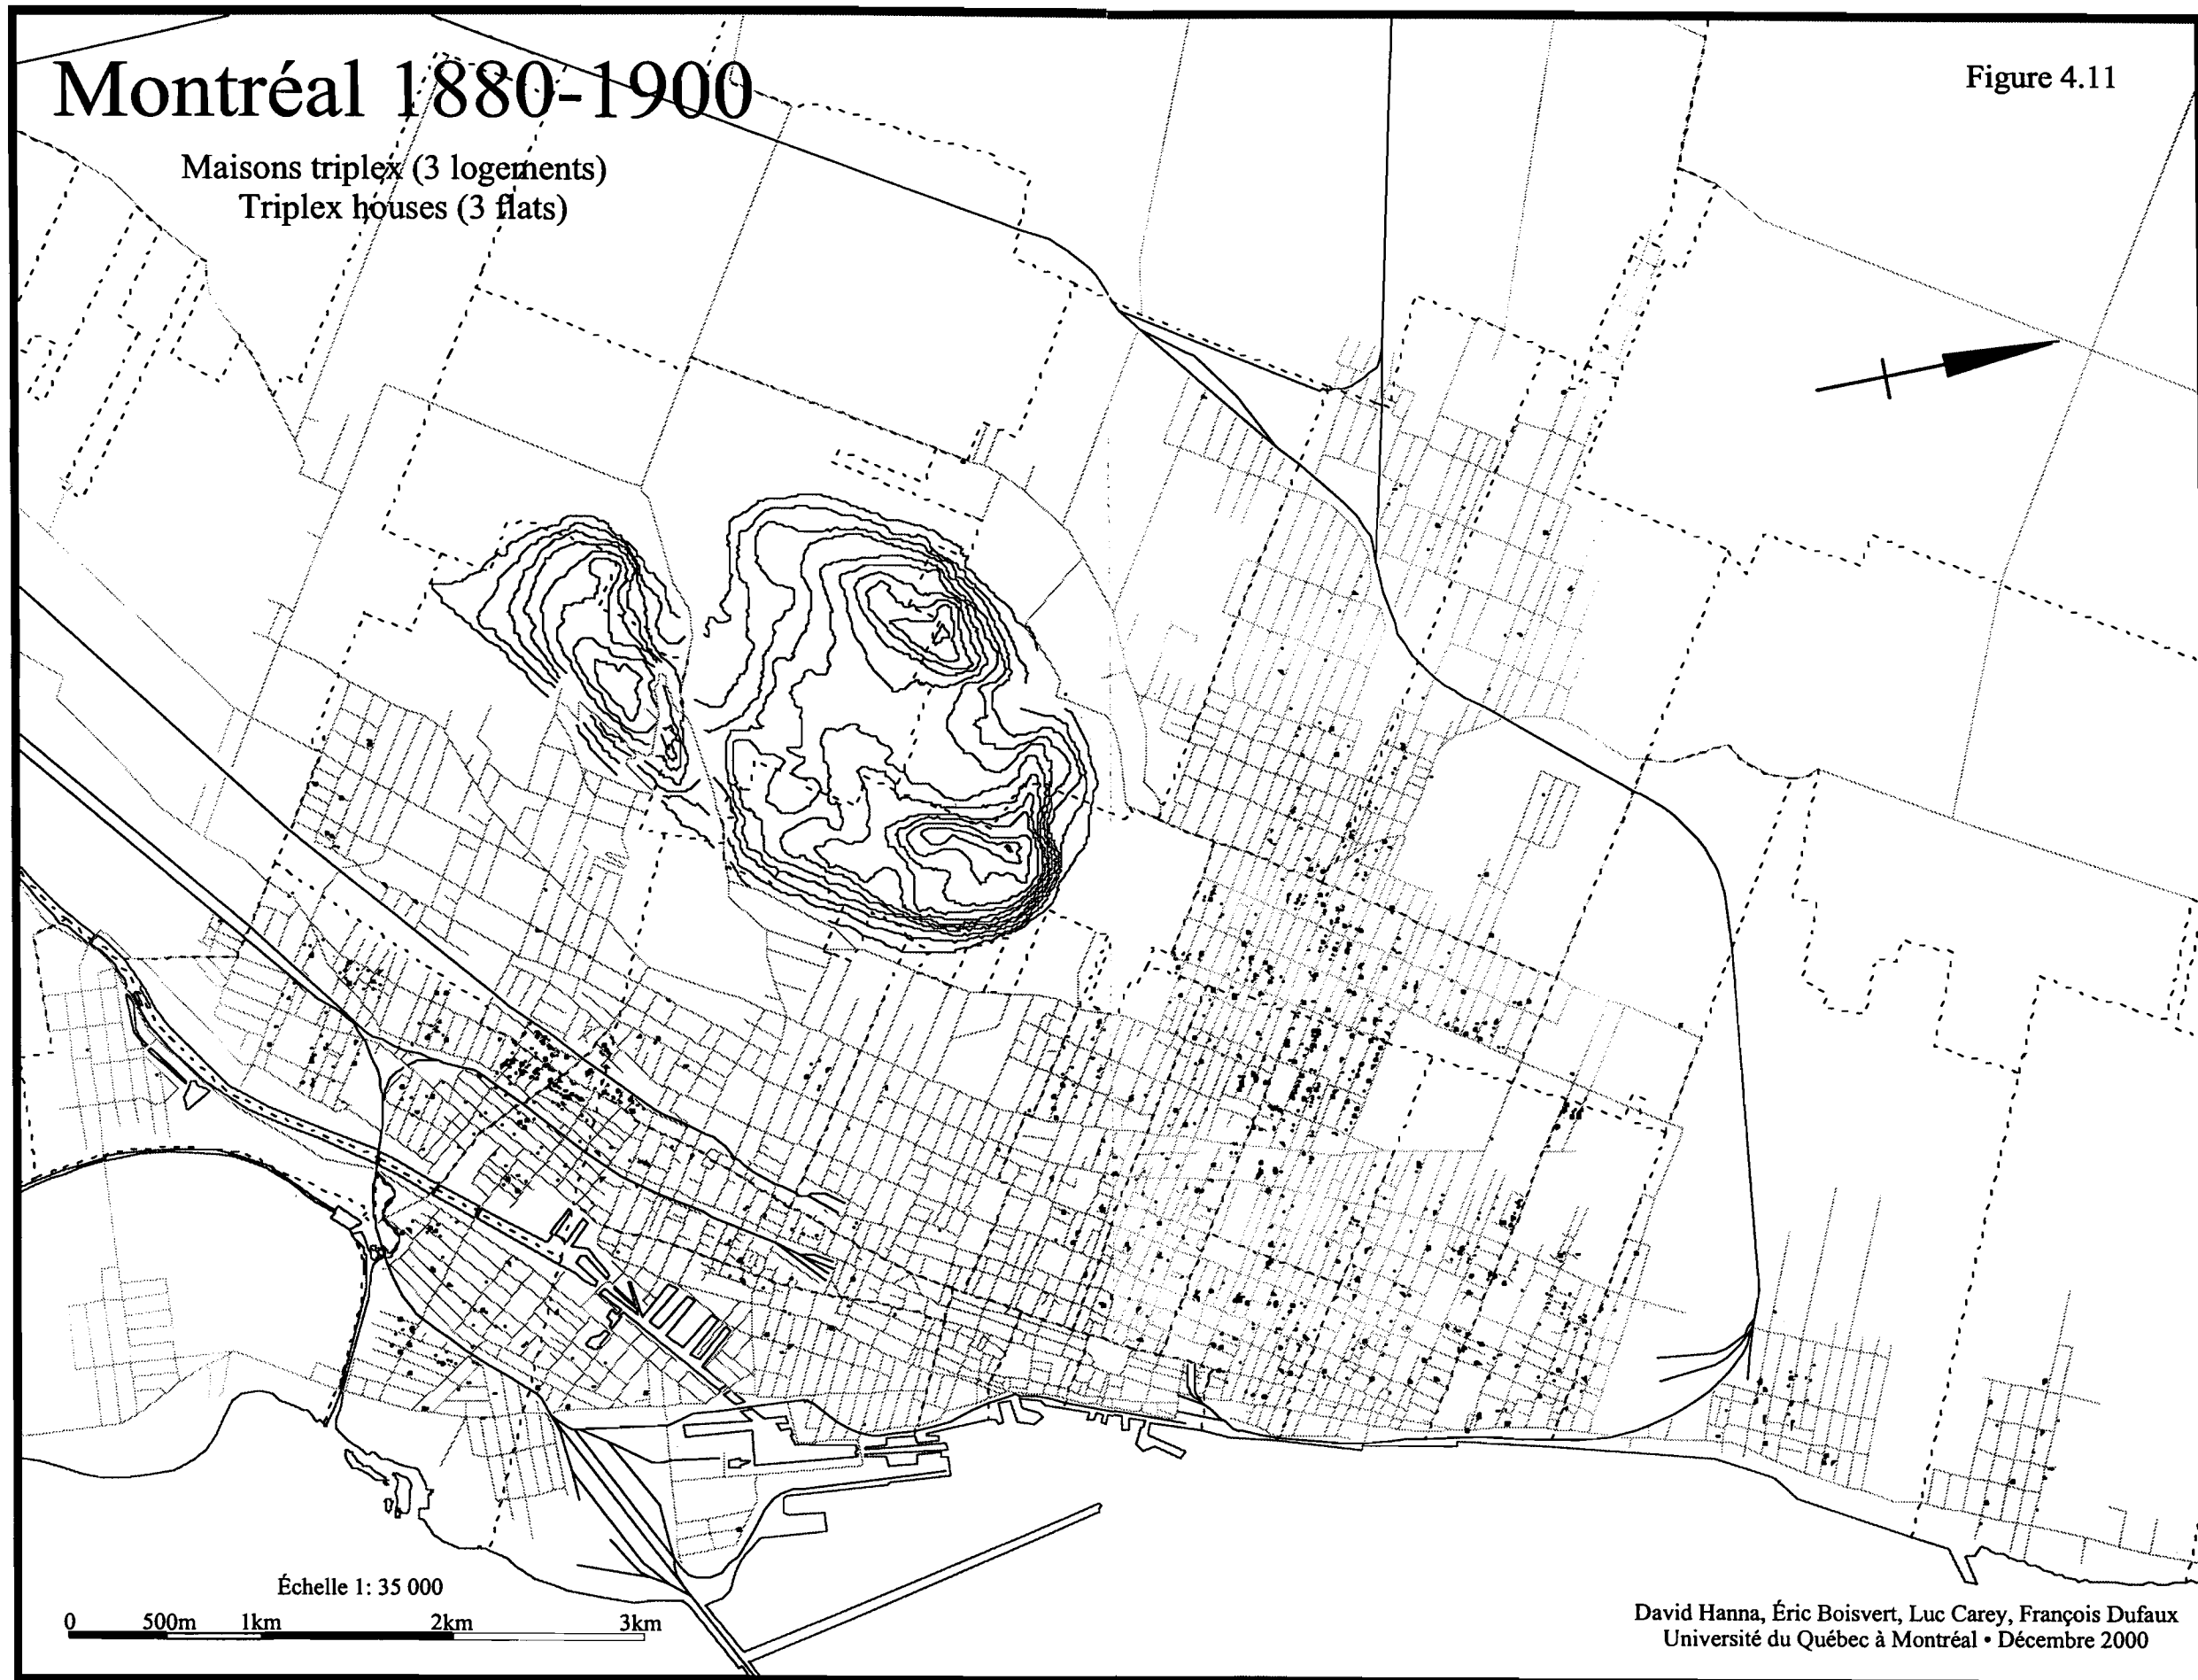 Montréal 1880-1900
Figure 4.11
Maisons triplex (3 logements)
Triplex houses (3 flats)
Échelle 1: 35 000
0 500m 1km 2km 3km
David Hanna, Éric Boisvert, Luc Carey, François Dufaux
Université du Québec à Montréal • Décembre 2000